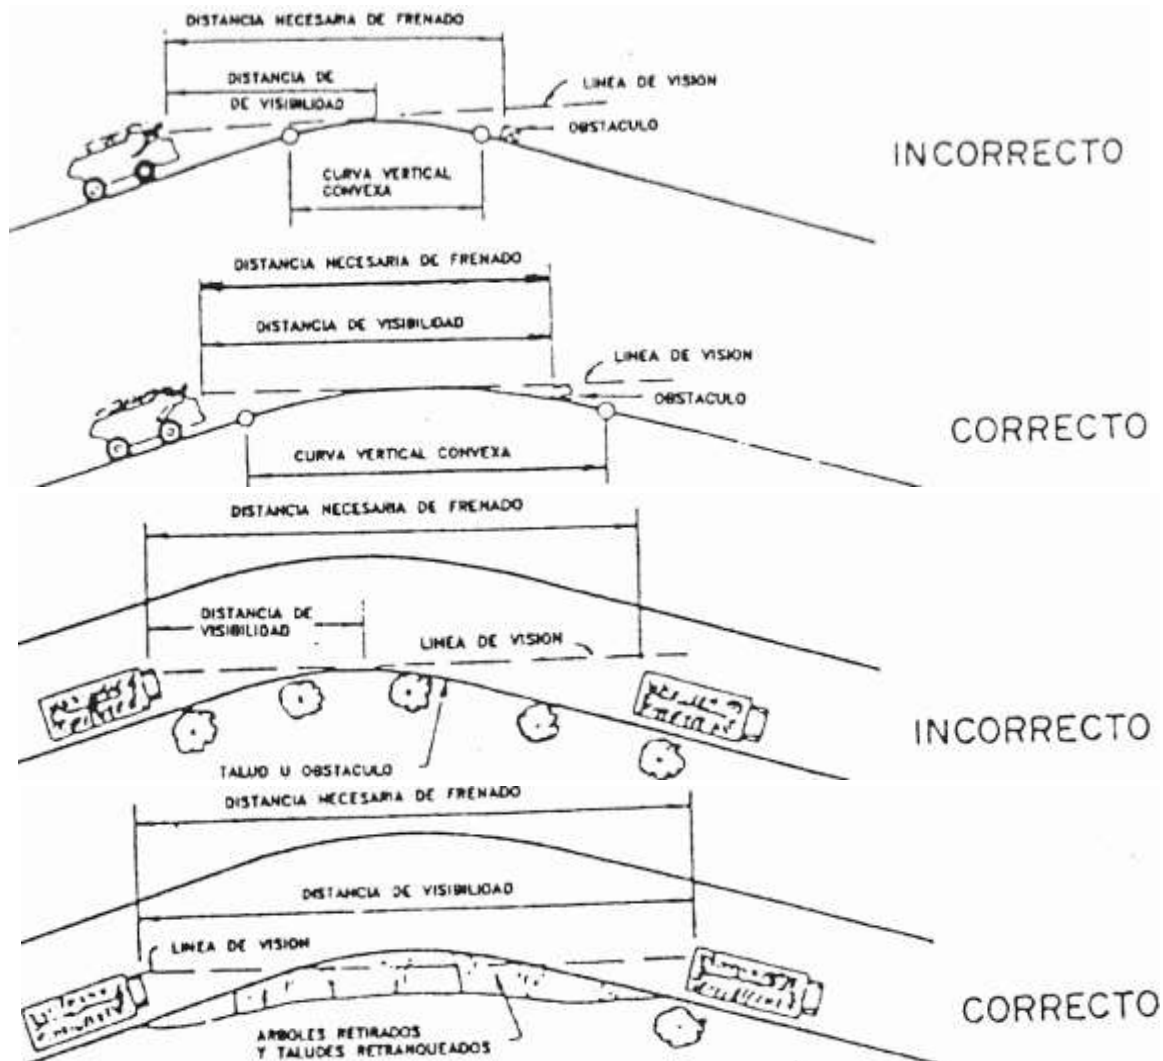 DISTANCIA NECESARIA DE FRENADO
DISTANCIA DE
DE VISIBILIDAD
LINEA DE VISION
OBSTACULO
INCORRECTO
CURVA VERTICAL
CONVEXA
DISTANCIA NECESARIA DE FRENADO
DISTANCIA DE VISIBILIDAD
LINEA DE VISION
OBSTACULO
CORRECTO
CURVA VERTICAL CONVEXA
DISTANCIA NECESARIA DE FRENADO
DISTANCIA DE
VISIBILIDAD
LINEA DE VISION
INCORRECTO
TALUD U OBSTACULO
DISTANCIA NECESARIA DE FRENADO
DISTANCIA DE VISIBILIDAD
LINEA DE VISION
CORRECTO
ARBOLES RETIRADOS
Y TALUDES RETRANQUEADOS